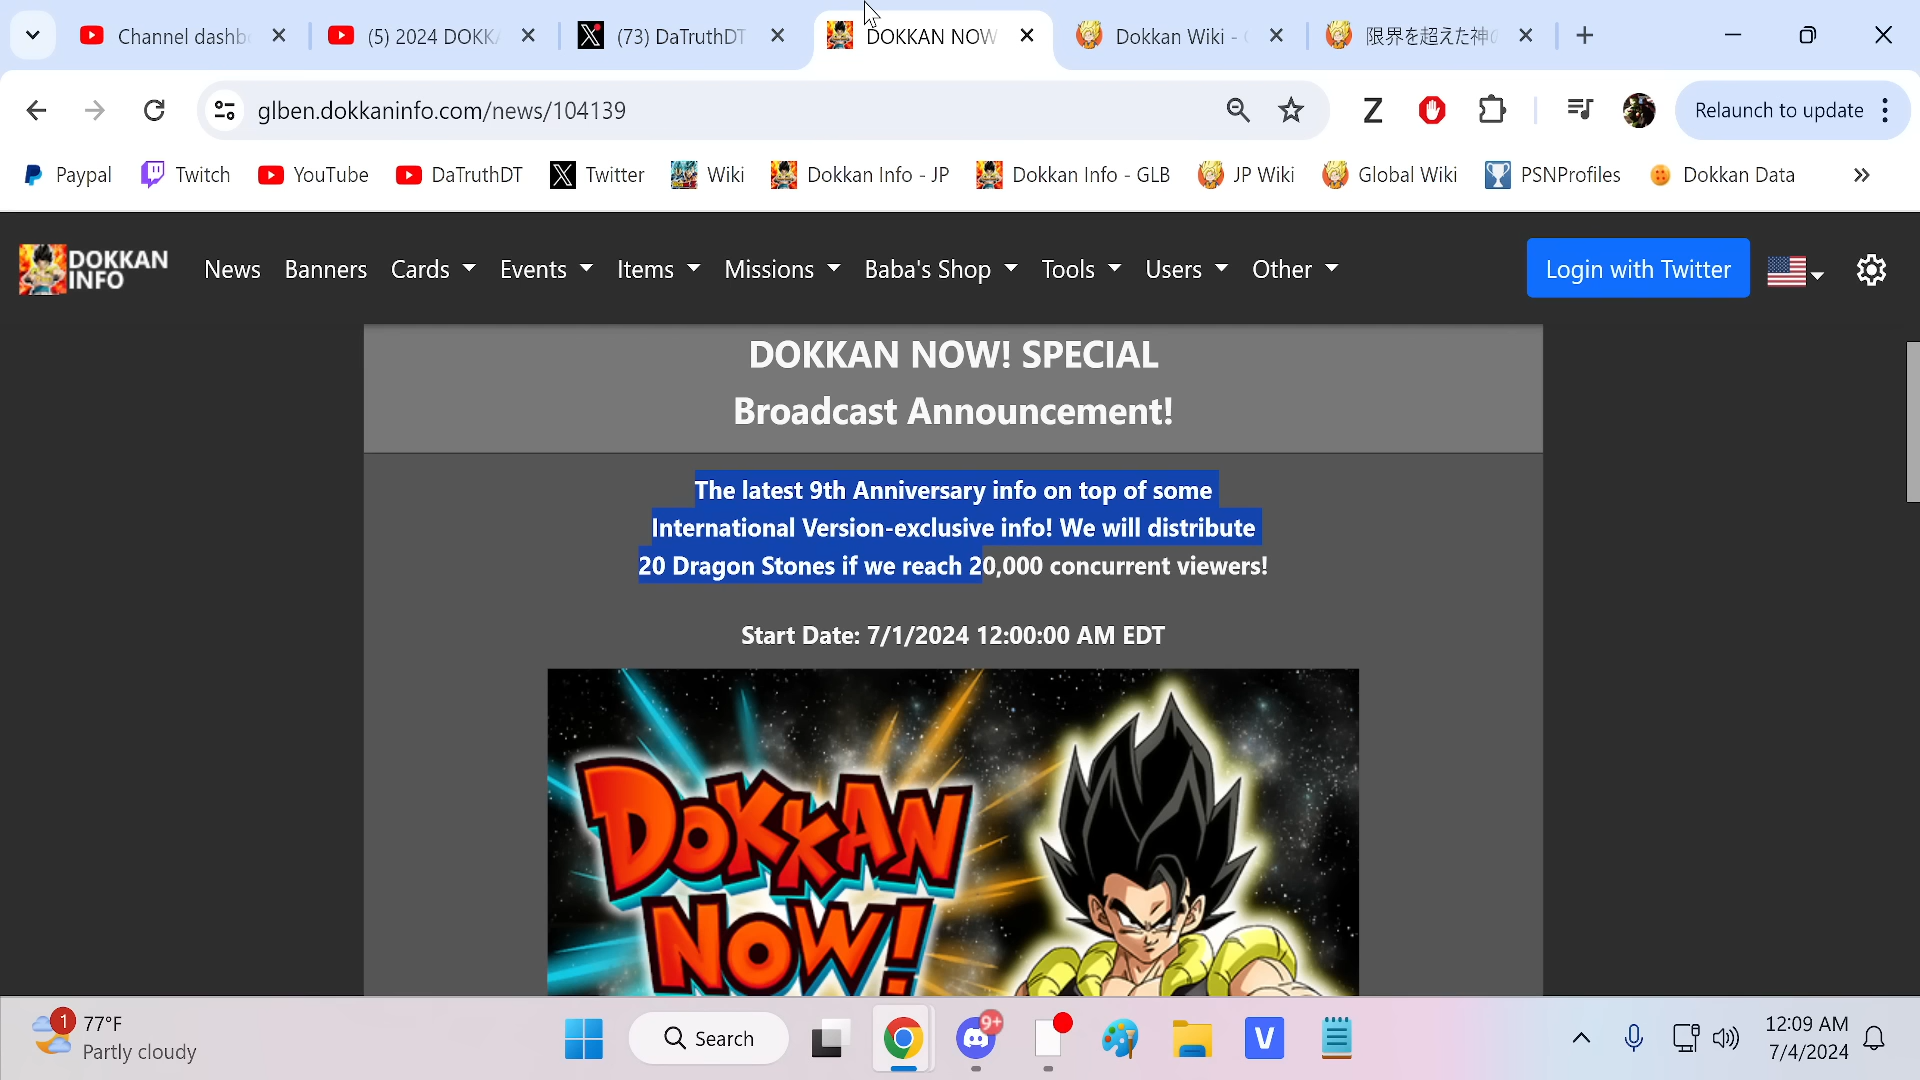 Channel dashb
(5) 2024 DOKKA
(73) DaTruthDT
DOKKAN NOW
Dokkan Wiki -
限界を超えた神の
glben.dokkaninfo.com/news/104139
Z
Relaunch to update
Paypal
Twitch
YouTube
DaTruthDT
Twitter
Wiki
Dokkan Info - JP
Dokkan Info - GLB
JP Wiki
Global Wiki
PSNProfiles
Dokkan Data
DOKKAN INFO
News
Banners
Cards
Events
Items
Missions
Baba's Shop
Tools
Users
Other
Login with Twitter
DOKKAN NOW! SPECIAL
Broadcast Announcement!
The latest 9th Anniversary info on top of some
International Version-exclusive info! We will distribute
20 Dragon Stones if we reach 20,000 concurrent viewers!
Start Date: 7/1/2024 12:00:00 AM EDT
DOKKAN
NOW!
1
77°F
Partly cloudy
Search
9+
V
12:09 AM
7/4/2024